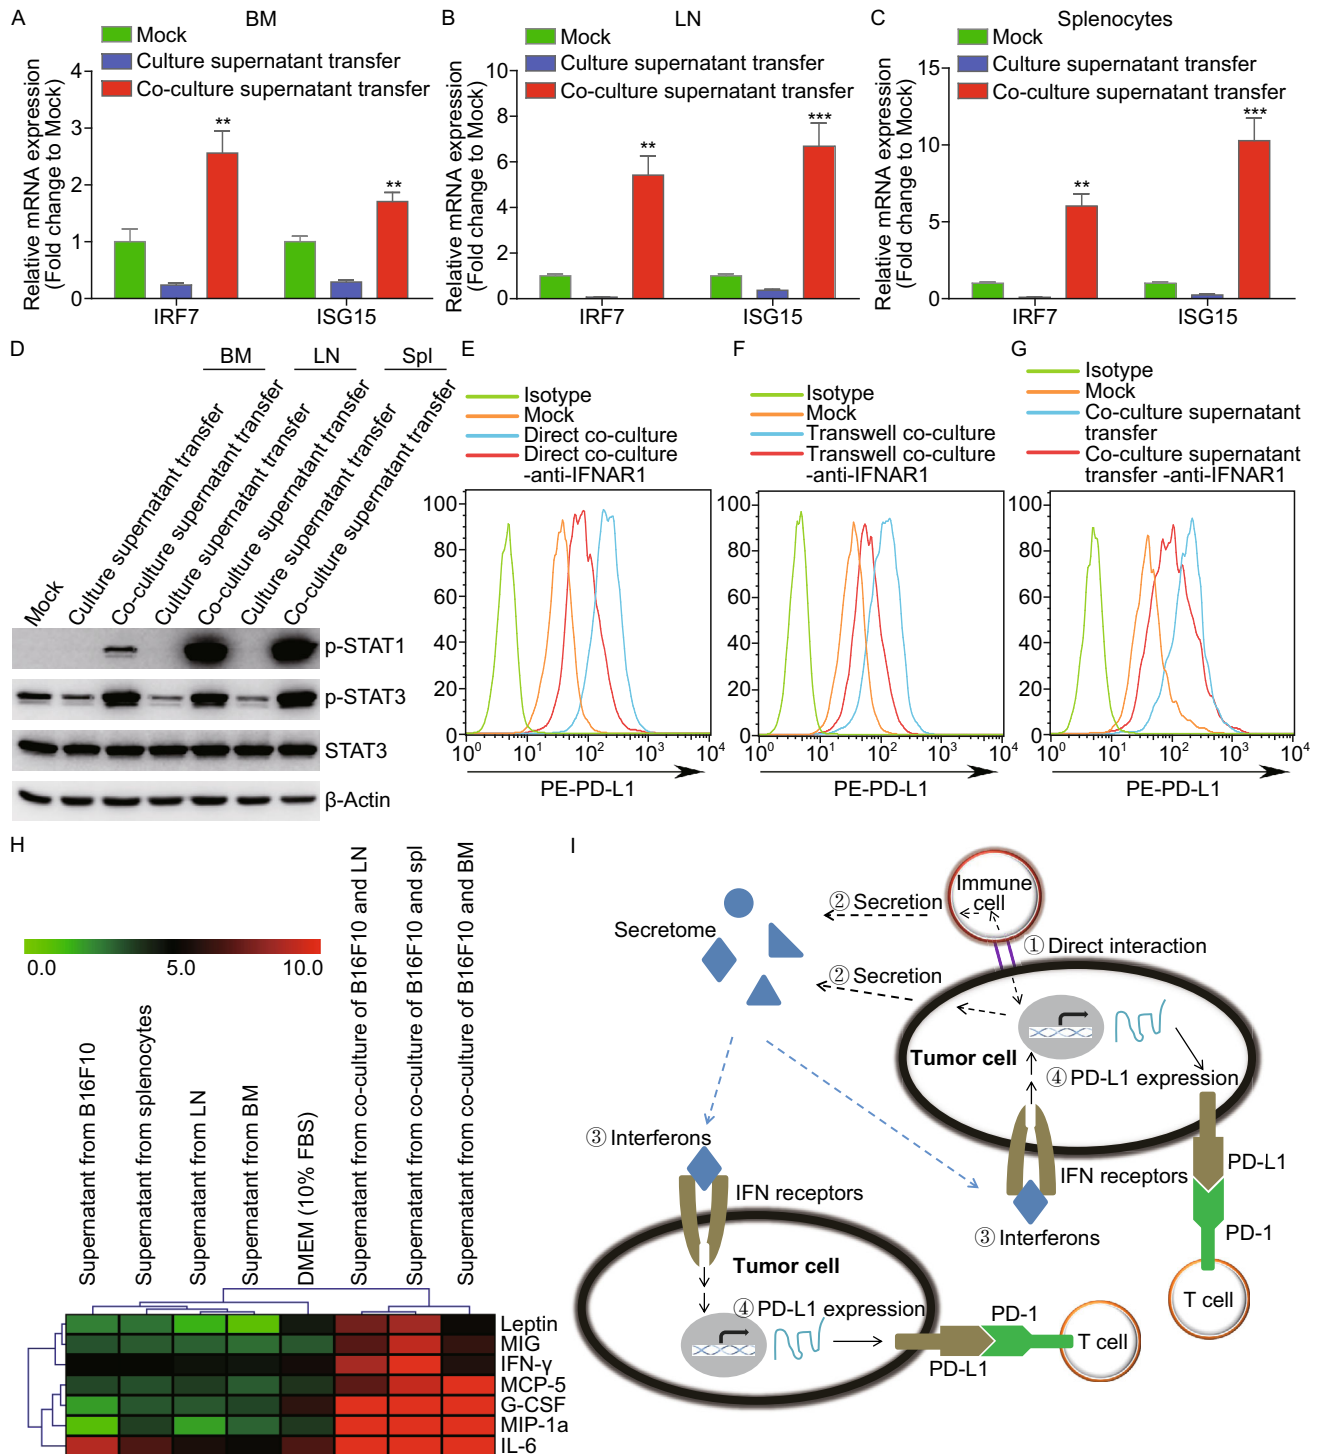 A
BM
Mock
Culture supernatant transfer
Co-culture supernatant transfer
Relative mRNA expression
(Fold change to Mock)
4
3
2
1
0
**
**
IRF7
ISG15
B
LN
Mock
Culture supernatant transfer
Co-culture supernatant transfer
Relative mRNA expression
(Fold change to Mock)
10
8
6
4
2
0
**
***
IRF7
ISG15
C
Splenocytes
Mock
Culture supernatant transfer
Co-culture supernatant transfer
Relative mRNA expression
(Fold change to Mock)
15
10
5
0
**
***
IRF7
ISG15
D
BM
LN
Spl
Mock
Culture supernatant transfer
Co-culture supernatant transfer
Culture supernatant transfer
Co-culture supernatant transfer
Culture supernatant transfer
Co-culture supernatant transfer
p-STAT1
p-STAT3
STAT3
β-Actin
E
Isotype
Mock
Direct co-culture
Direct co-culture
-anti-IFNAR1
100
80
60
40
20
0
10⁰ 10¹ 10² 10³ 10⁴
PE-PD-L1
F
Isotype
Mock
Transwell co-culture
Transwell co-culture
-anti-IFNAR1
100
80
60
40
20
0
10⁰ 10¹ 10² 10³ 10⁴
PE-PD-L1
G
Isotype
Mock
Co-culture supernatant
transfer
Co-culture supernatant
transfer -anti-IFNAR1
100
80
60
40
20
0
10⁰ 10¹ 10² 10³ 10⁴
PE-PD-L1
H
0.0 5.0 10.0
Supernatant from B16F10
Supernatant from splenocytes
Supernatant from LN
Supernatant from BM
DMEM (10% FBS)
Supernatant from co-culture of B16F10 and LN
Supernatant from co-culture of B16F10 and spl
Supernatant from co-culture of B16F10 and BM
Leptin
MIG
IFN-γ
MCP-5
G-CSF
MIP-1a
IL-6
I
Immune
cell
② Secretion
Secretome
① Direct interaction
② Secretion
Tumor cell
④ PD-L1 expression
③ Interferons
IFN receptors
PD-L1
IFN receptors
PD-1
③ Interferons
Tumor cell
T cell
④ PD-L1 expression
PD-1
T cell
PD-L1